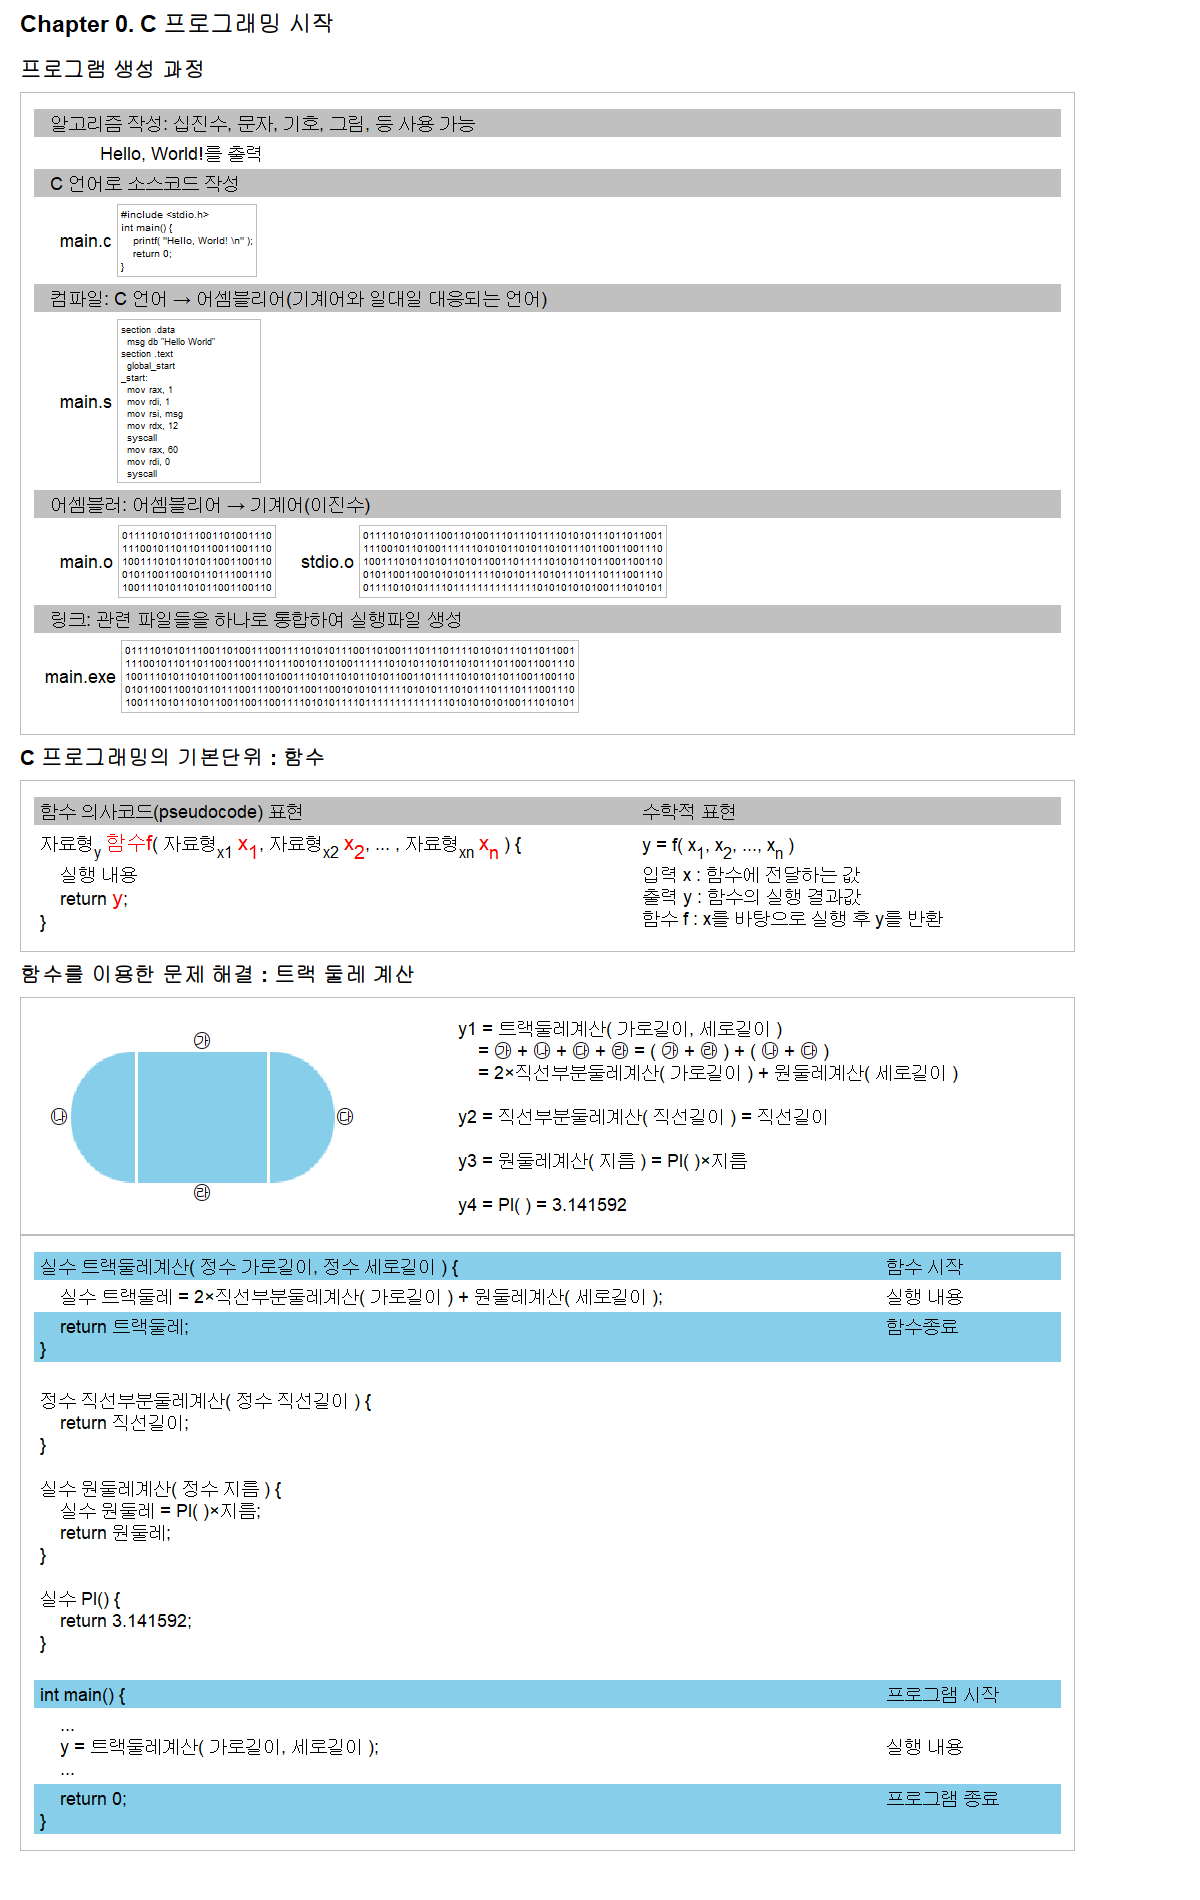 Chapter 0. C 프로그래밍 시작
프로그램 생성 과정
알고리즘 작성: 십진수, 문자, 기호, 그림, 등 사용 가능
Hello, World!를 출력
C 언어로 소스코드 작성
main.c
#include <stdio.h>
int main() {
printf( "Hello, World! \n" );
return 0;
}
컴파일: C 언어 → 어셈블리어(기계어와 일대일 대응되는 언어)
main.s
section .data
msg db "Hello World"
section .text
global_start
_start:
mov rax, 1
mov rdi, 1
mov rsi, msg
mov rdx, 12
syscall
mov rax, 60
mov rdi, 0
syscall
어셈블러: 어셈블리어 → 기계어(이진수)
main.o
0111101010111001101001110
1110010110110110011001110
1001110101101011001100110
0101100110010110111001110
1001110101101011001100110
stdio.o
링크: 관련 파일들을 하나로 통합하여 실행파일 생성
main.exe
C 프로그래밍의 기본단위 : 함수
함수 의사코드(pseudocode) 표현 수학적 표현
자료형y 함수f( 자료형x1 x1, 자료형x2 x2, ... , 자료형xn xn ) {
실행 내용
return y;
}
y = f( x1, x2, ..., xn )
입력 x : 함수에 전달하는 값
출력 y : 함수의 실행 결과값
함수 f : x를 바탕으로 실행 후 y를 반환
함수를 이용한 문제 해결 : 트랙 둘레 계산
㉮
㉯ ㉰
㉱
y1 = 트랙둘레계산( 가로길이, 세로길이 )
= ㉮ + ㉯ + ㉰ + ㉱ = ( ㉮ + ㉱ ) + ( ㉯ + ㉰ )
= 2×직선부분둘레계산( 가로길이 ) + 원둘레계산( 세로길이 )
y2 = 직선부분둘레계산( 직선길이 ) = 직선길이
y3 = 원둘레계산( 지름 ) = PI( )×지름
y4 = PI( ) = 3.141592
실수 트랙둘레계산( 정수 가로길이, 정수 세로길이 ) { 함수 시작
실수 트랙둘레 = 2×직선부분둘레계산( 가로길이 ) + 원둘레계산( 세로길이 ); 실행 내용
return 트랙둘레; 함수종료
}
정수 직선부분둘레계산( 정수 직선길이 ) {
return 직선길이;
}
실수 원둘레계산( 정수 지름 ) {
실수 원둘레 = PI( )×지름;
return 원둘레;
}
실수 PI() {
return 3.141592;
}
int main() { 프로그램 시작
...
y = 트랙둘레계산( 가로길이, 세로길이 ); 실행 내용
...
return 0; 프로그램 종료
}